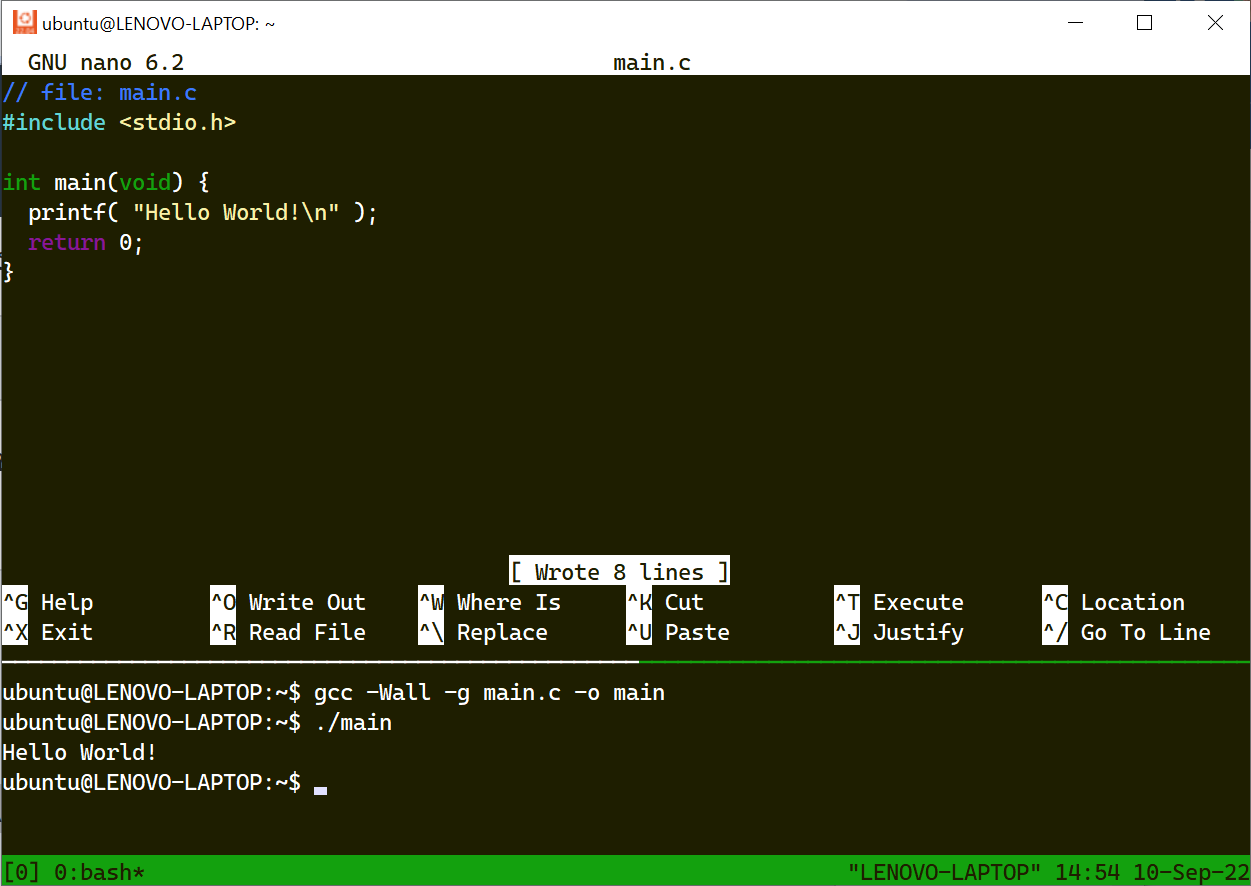 ubuntu@LENOVO-LAPTOP: ~
GNU nano 6.2 main.c
// file: main.c
#include <stdio.h>
int main(void) {
  printf( "Hello World!\n" );
  return 0;
}
[ Wrote 8 lines ]
^G Help ^O Write Out ^W Where Is ^K Cut ^T Execute ^C Location
^X Exit ^R Read File ^\ Replace ^U Paste ^J Justify ^/ Go To Line
ubuntu@LENOVO-LAPTOP:~$ gcc -Wall -g main.c -o main
ubuntu@LENOVO-LAPTOP:~$ ./main
Hello World!
ubuntu@LENOVO-LAPTOP:~$
[0] 0:bash* "LENOVO-LAPTOP" 14:54 10-Sep-22